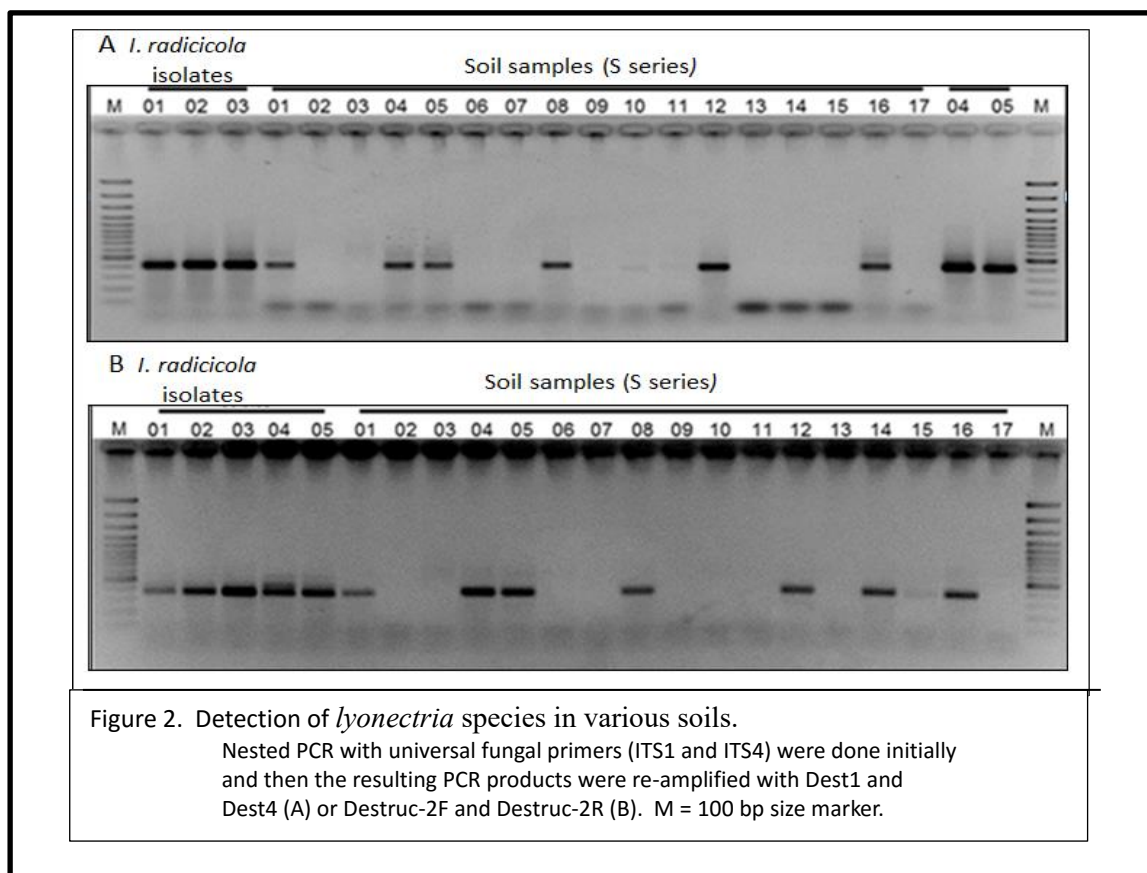 A I. radicicola
isolates
Soil samples (S series)
M 01 02 03 01 02 03 04 05 06 07 08 09 10 11 12 13 14 15 16 17 04 05 M
B I. radicicola
isolates
Soil samples (S series)
M 01 02 03 04 05 01 02 03 04 05 06 07 08 09 10 11 12 13 14 15 16 17 M
Figure 2. Detection of lyonectria species in various soils.
Nested PCR with universal fungal primers (ITS1 and ITS4) were done initially
and then the resulting PCR products were re-amplified with Dest1 and
Dest4 (A) or Destruc-2F and Destruc-2R (B). M = 100 bp size marker.